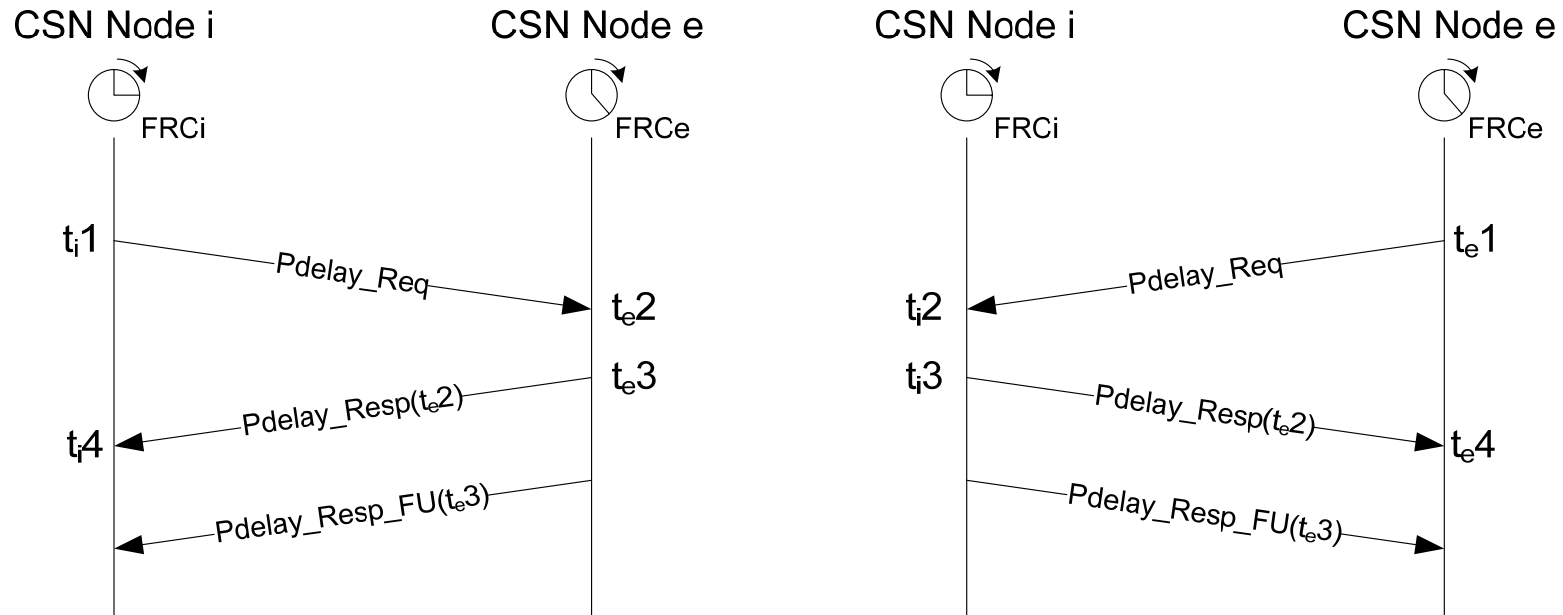 CSN Node i
CSN Node e
FRCi
FRCe
tᵢ1
Pdelay_Req
tₑ2
tₑ3
Pdelay_Resp(tₑ2)
tᵢ4
Pdelay_Resp_FU(tₑ3)
CSN Node i
CSN Node e
FRCi
FRCe
tₑ1
Pdelay_Req
tᵢ2
tᵢ3
Pdelay_Resp(tₑ2)
tₑ4
Pdelay_Resp_FU(tₑ3)